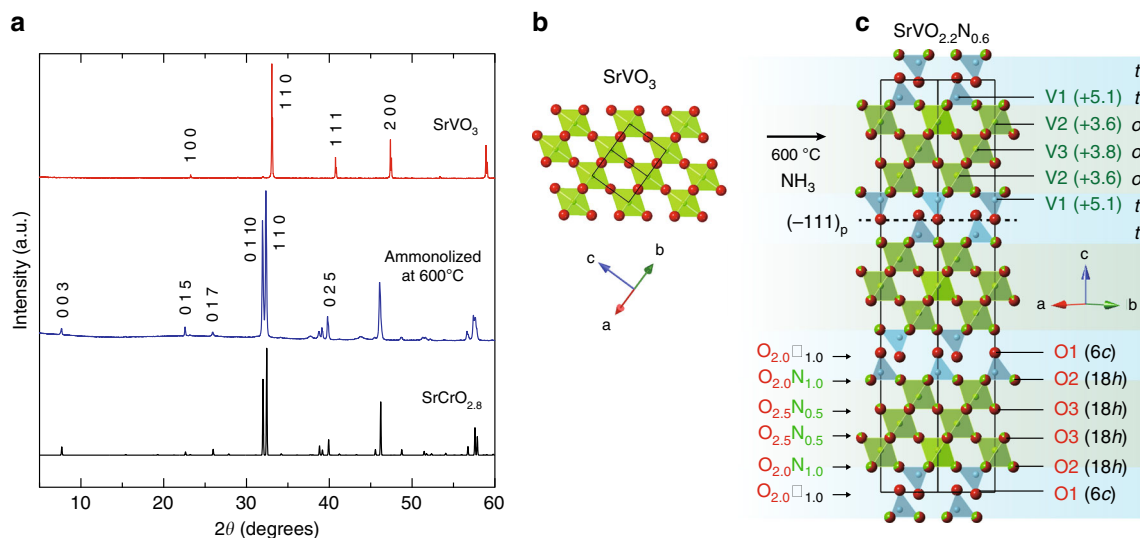 a
Intensity (a.u.)
SrVO3
1 0 0
1 1 0
1 1 1
2 0 0
Ammonolized
at 600°C
0 0 3
0 1 5
0 1 7
0 1 10
1 1 0
0 2 5
SrCrO2.8
10 20 30 40 50 60
2θ (degrees)
b
SrVO3
c
b
a
600 °C
NH3
(–111)p
c
SrVO2.2N0.6
t
V1 (+5.1) t
V2 (+3.6) o
V3 (+3.8) o
V2 (+3.6) o
V1 (+5.1) t
t
c
a
b
O2.0□1.0
O2.0N1.0
O2.5N0.5
O2.5N0.5
O2.0N1.0
O2.0□1.0
O1 (6c)
O2 (18h)
O3 (18h)
O3 (18h)
O2 (18h)
O1 (6c)